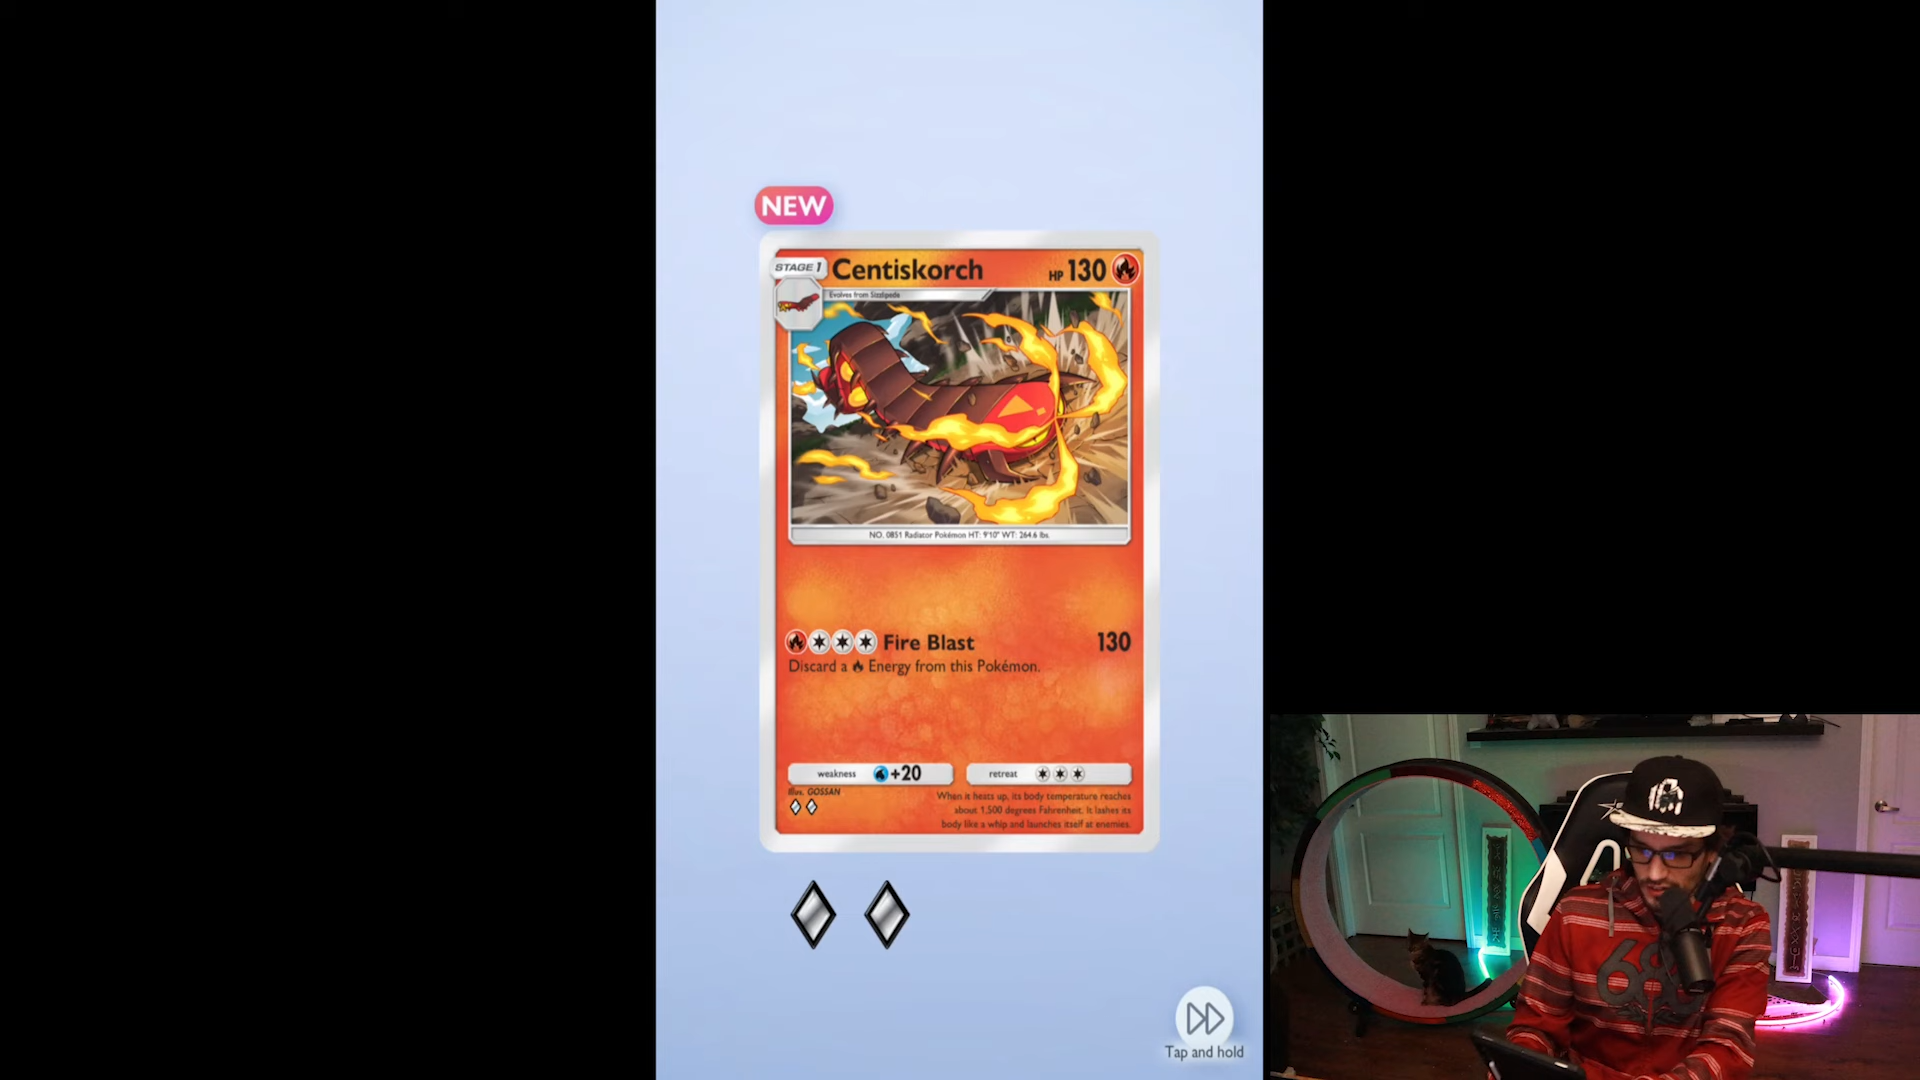 NEW
STAGE 1 Centiskorch HP 130
Evolves from Sizzlipede
NO. 0851 Radiator Pokémon HT: 9'10" WT: 264.6 lbs.
Fire Blast 130
Discard a Energy from this Pokémon.
weakness +20 retreat
Illus. GOSSAN
When it heats up, its body temperature reaches
about 1,500 degrees Fahrenheit. It lashes its
body like a whip and launches itself at enemies.
Tap and hold